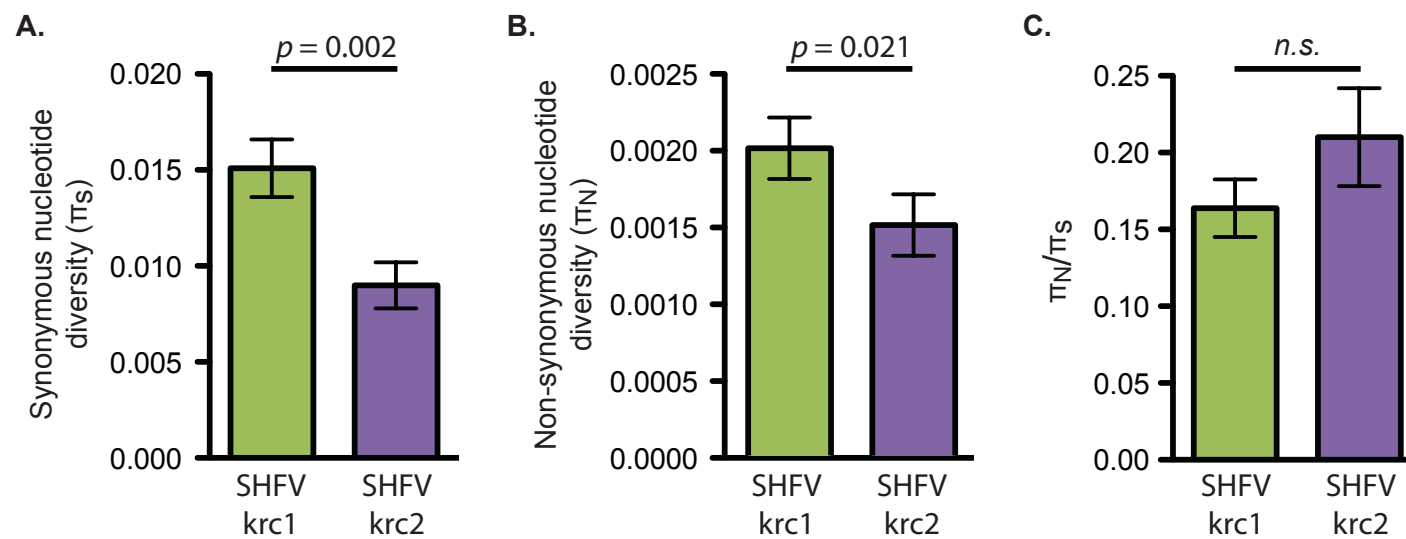 A.
p = 0.002
Synonymous nucleotide
diversity (πS)
0.020
0.015
0.010
0.005
0.000
SHFV
krc1
SHFV
krc2
B.
p = 0.021
Non-synonymous nucleotide
diversity (πN)
0.0025
0.0020
0.0015
0.0010
0.0005
0.0000
SHFV
krc1
SHFV
krc2
C.
n.s.
πN/πS
0.25
0.20
0.15
0.10
0.05
0.00
SHFV
krc1
SHFV
krc2